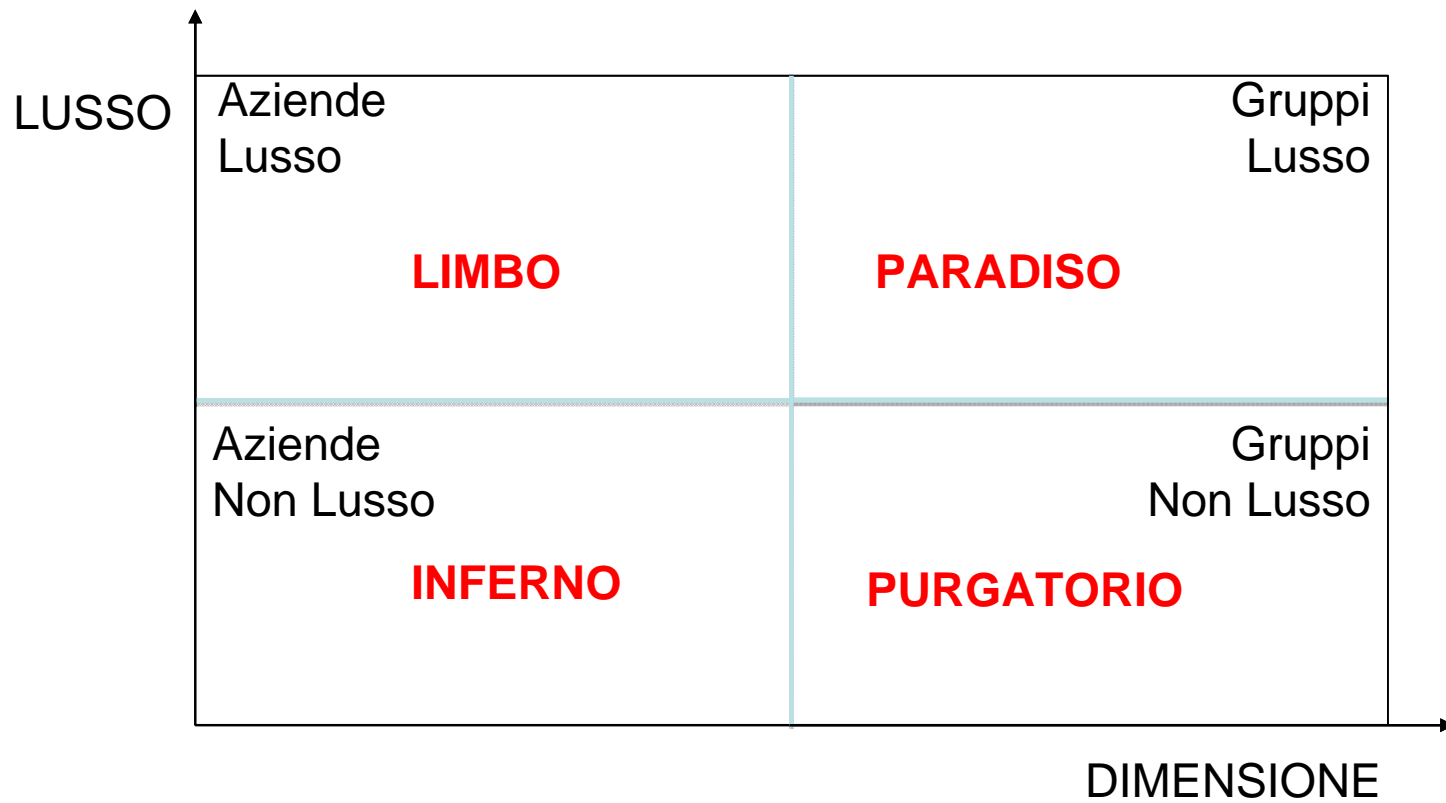 LUSSO
Aziende
Lusso
Gruppi
Lusso
LIMBO
PARADISO
Aziende
Non Lusso
Gruppi
Non Lusso
INFERNO
PURGATORIO
DIMENSIONE